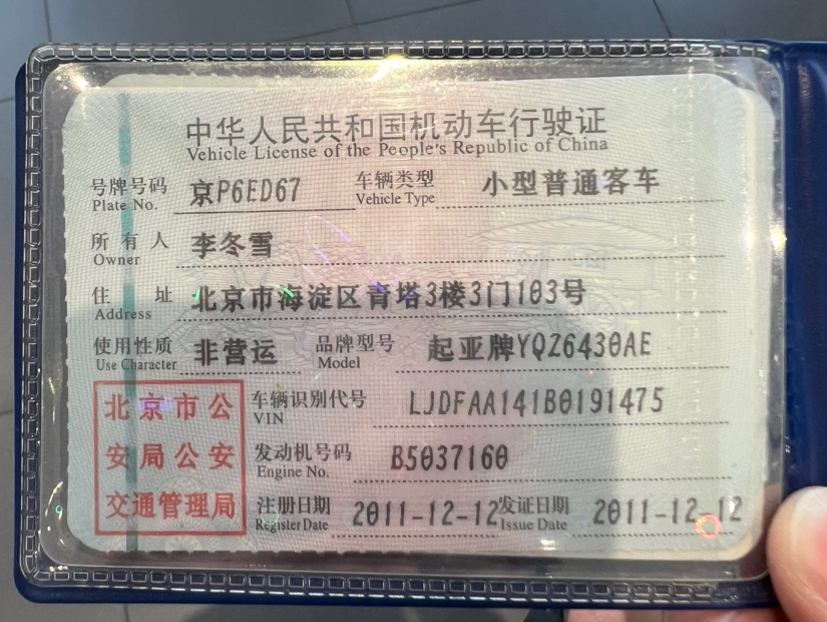 中华人民共和国机动车行驶证
Vehicle License of the People's Republic of China
号牌号码 京P6ED67 车辆类型 小型普通客车
Plate No. Vehicle Type
所有人 李冬雪
Owner
住址 北京市海淀区青塔3楼3门103号
Address
使用性质 非营运 品牌型号 起亚牌YQZ6430AE
Use Character Model
车辆识别代号 LJDFAA141B0191475
VIN
发动机号码 B5037160
Engine No.
注册日期 2011-12-12 发证日期 2011-12-12
Register Date Issue Date
北京市公
安局公安
交通管理局